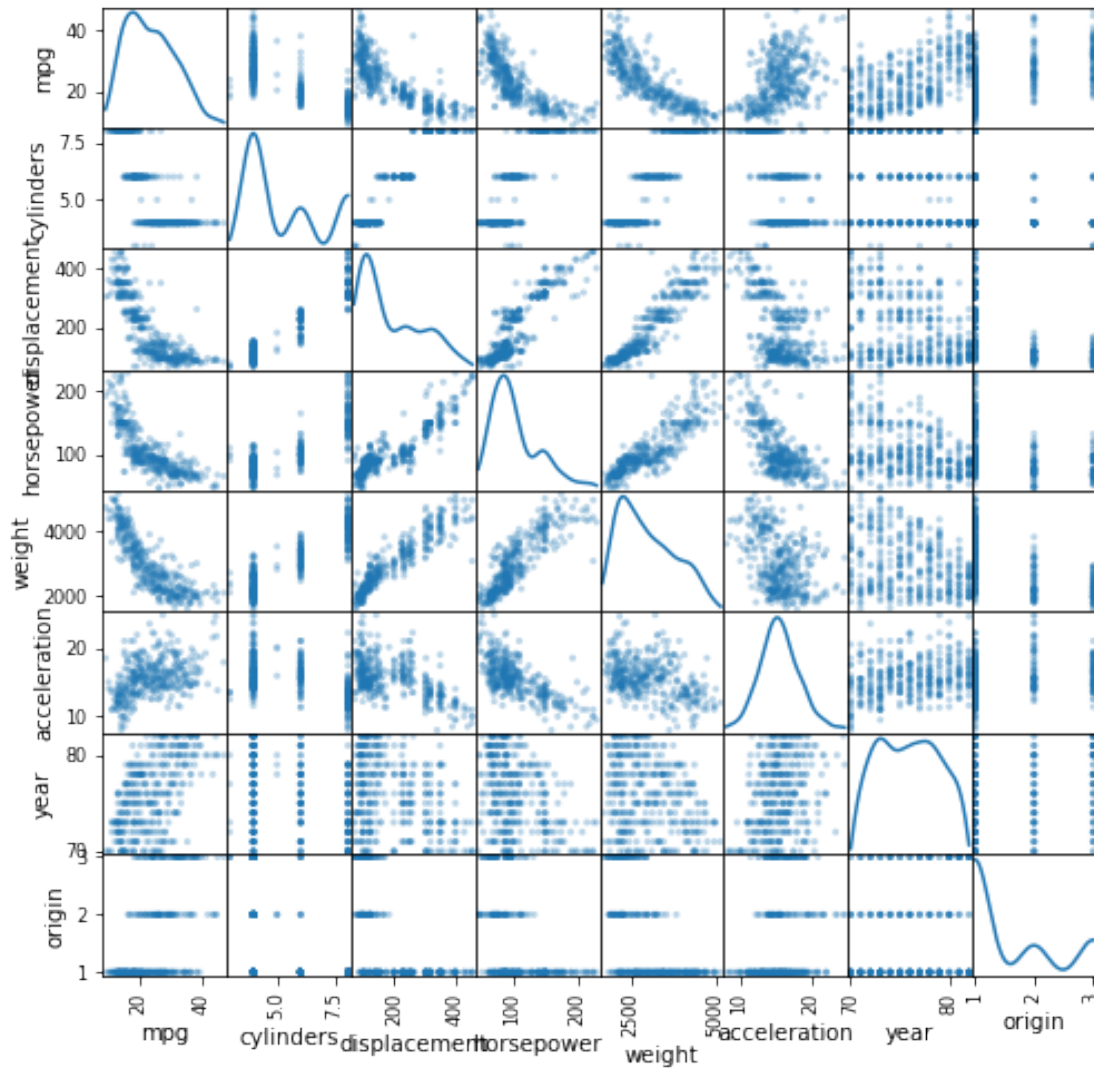 mpg
40
20
cylinders
7.5
5.0
displacement
400
200
horsepower
200
100
weight
4000
2000
acceleration
20
10
year
80
70
origin
3
2
1
20
40
5.0
7.5
200
400
100
200
2500
5000
10
20
70
80
1
2
3
mpg
cylinders
displacement
horsepower
weight
acceleration
year
origin